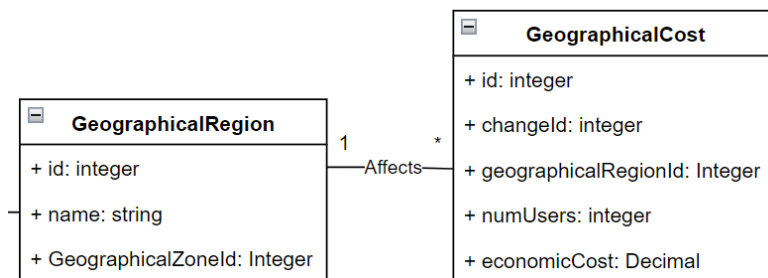 GeographicalCost
+ id: integer
+ changeId: integer
+ geographicalRegionId: Integer
+ numUsers: integer
+ economicCost: Decimal
GeographicalRegion
+ id: integer
+ name: string
+ GeographicalZoneId: Integer
1
*
Affects